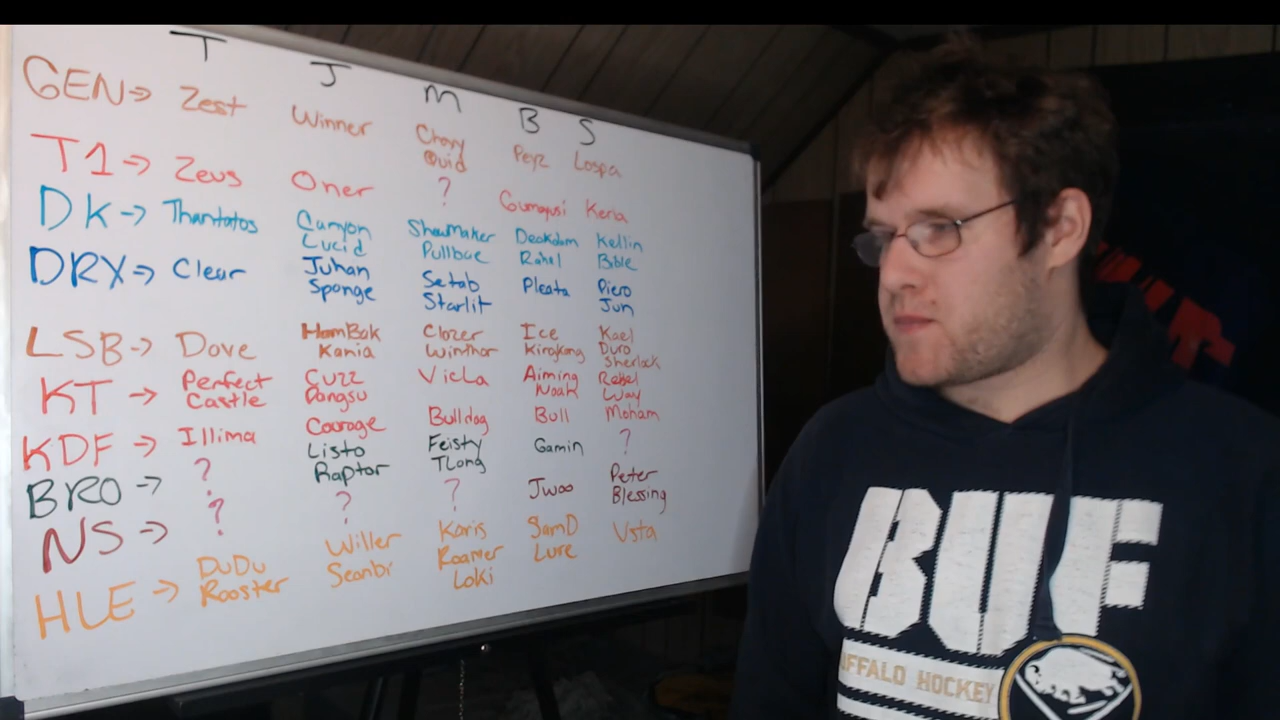 T J M B S
GEN → Zest Winner Chovy Peyz Lospa
Quid
T1 → Zeus Oner ? Gumayusi Keria
DK → Thantatos Canyon ShowMaker Deokdam Kellin
Lucid Pullbae Rahel Bible
DRX → Clear Juhan Setab Pleata Piero
Sponge Starlit Jun
LSB → Dove HamBak Clozer Ice Kael
Kania Winthor Kingkong Duro
Sherlock
KT → Perfect Cuzz VicLa Aiming Rebel
Castle Dongsu Noah Way
KDF → Illima Courage Bulldog Bull Moham
BRO → ? Listo Feisty Gamin ?
Raptor TLong
NS → ? ? ? Jwoo Peter
Blessing
HLE → DuDu Willer Karis SamD Vsta
Rooster Seonbi Roamer Lure
Loki
BUF
UFFALO HOCKEY